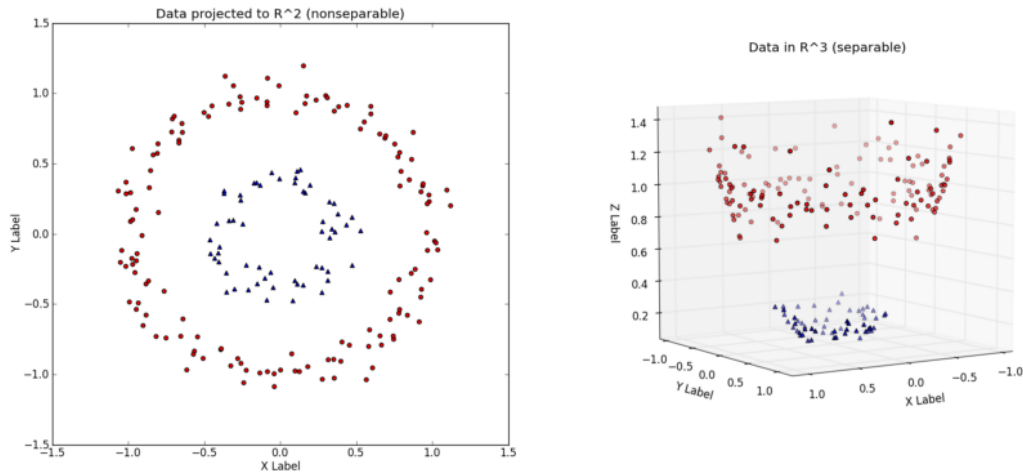 Data projected to R^2 (nonseparable)
1.5
1.0
0.5
0.0
−0.5
−1.0
−1.5
Y Label
−1.5 −1.0 −0.5 0.0 0.5 1.0 1.5
X Label
Data in R^3 (separable)
1.4
1.2
1.0
0.8
0.6
0.4
0.2
Z Label
−1.0 −0.5 0.0 0.5 1.0
Y Label
1.0 0.5 0.0 −0.5 −1.0
X Label